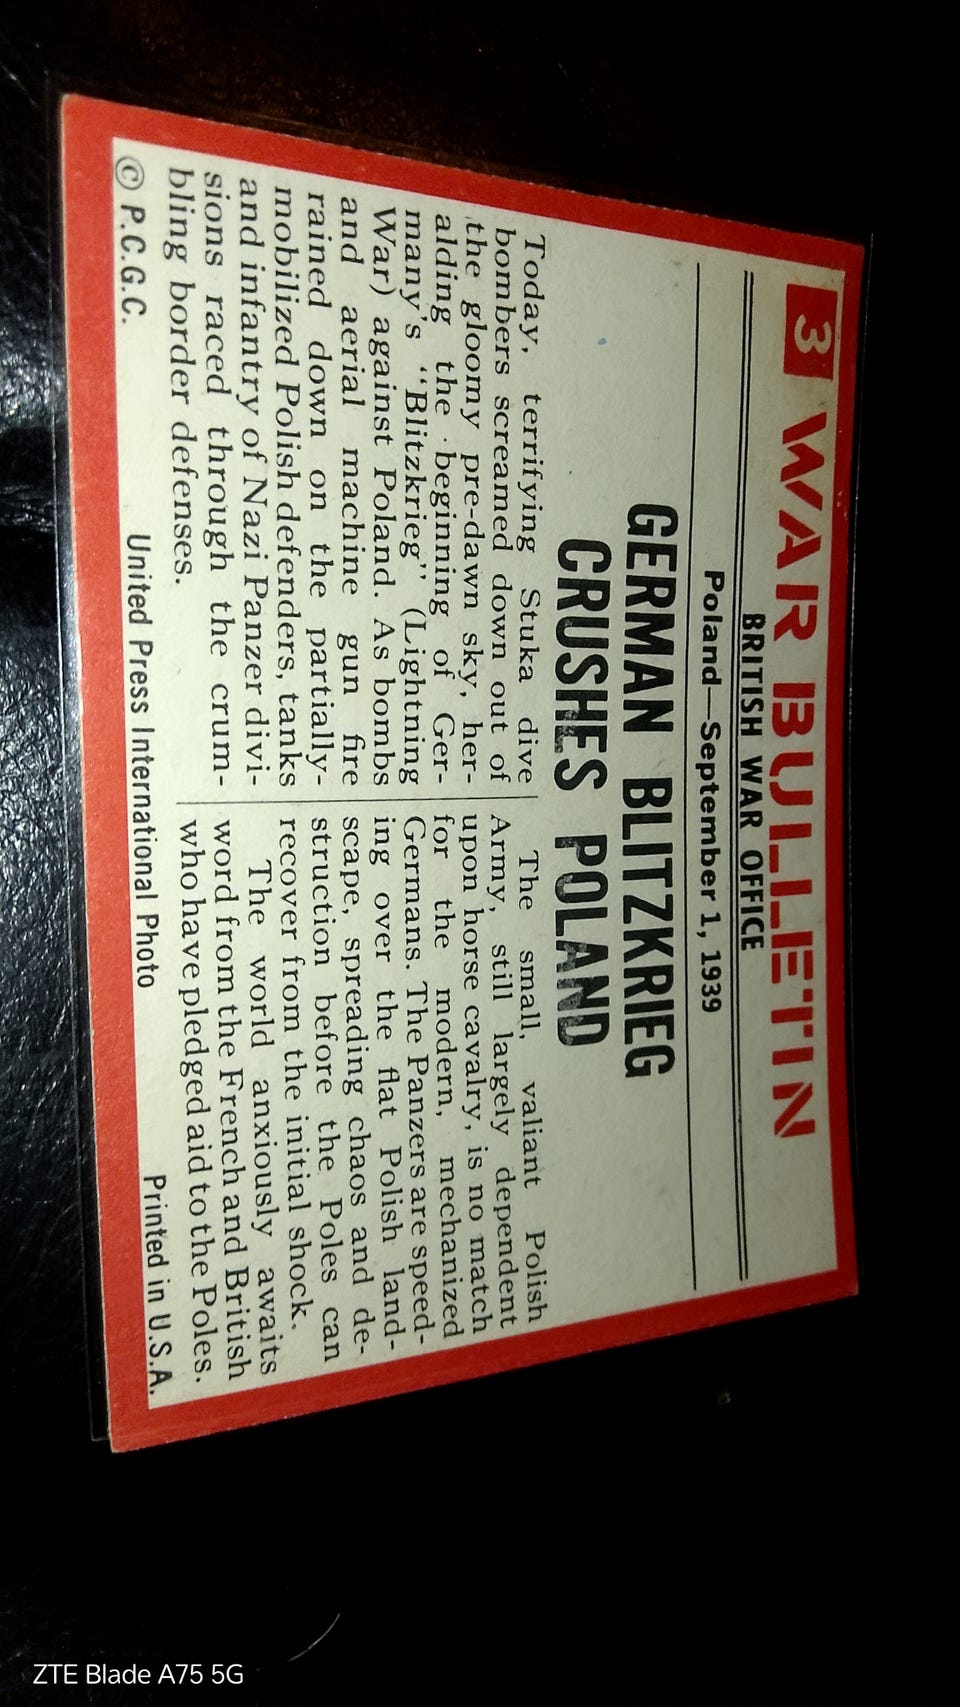 3 WAR BULLETIN
BRITISH WAR OFFICE
Poland—September 1, 1939
GERMAN BLITZKRIEG
CRUSHES POLAND
Today, terrifying Stuka dive
bombers screamed down out of
the gloomy pre-dawn sky, her-
alding the beginning of Ger-
many's "Blitzkrieg" (Lightning
War) against Poland. As bombs
and aerial machine gun fire
rained down on the partially-
mobilized Polish defenders, tanks
and infantry of Nazi Panzer divi-
sions raced through the crum-
bling border defenses.
The small, valiant Polish
Army, still largely dependent
upon horse cavalry, is no match
for the modern, mechanized
Germans. The Panzers are speed-
ing over the flat Polish land-
scape, spreading chaos and de-
struction before the Poles can
recover from the initial shock.
The world anxiously awaits
word from the French and British
who have pledged aid to the Poles.
© P.C.G.C. United Press International Photo Printed in U.S.A.
ZTE Blade A75 5G